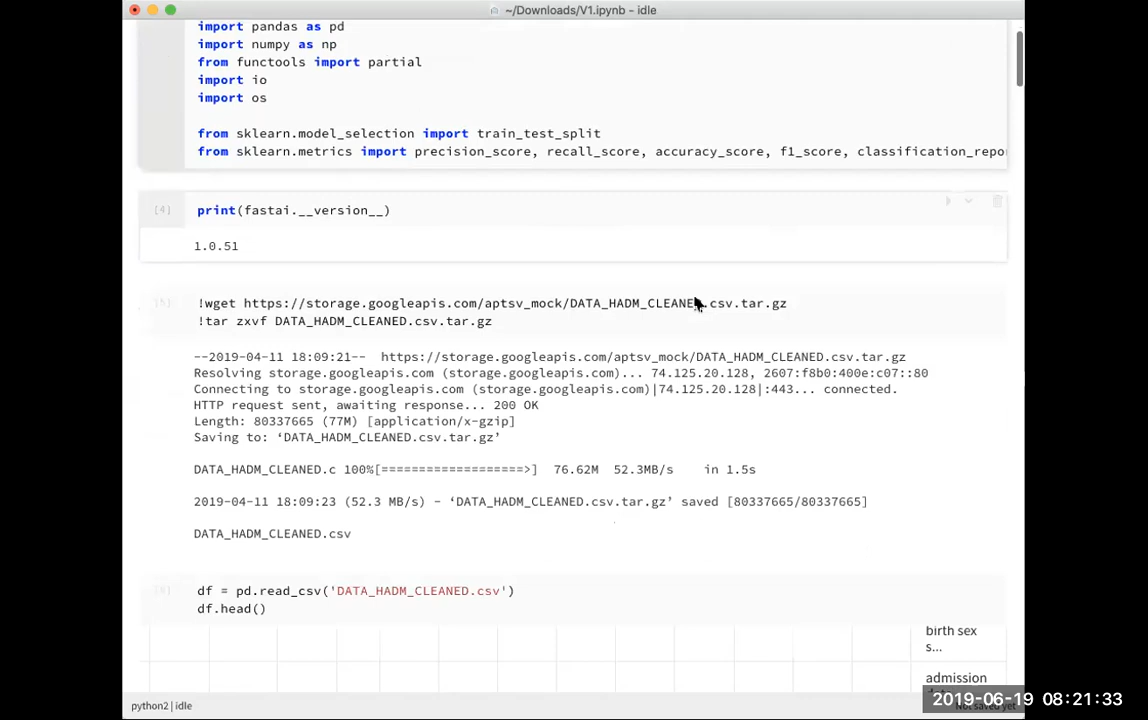 ~/Downloads/V1.ipynb – idle
import pandas as pd
import numpy as np
from functools import partial
import io
import os
from sklearn.model_selection import train_test_split
from sklearn.metrics import precision_score, recall_score, accuracy_score, f1_score, classification_repor
[4]
print(fastai.__version__)
1.0.51
[5]
!wget https://storage.googleapis.com/aptsv_mock/DATA_HADM_CLEANED.csv.tar.gz
!tar zxvf DATA_HADM_CLEANED.csv.tar.gz
--2019-04-11 18:09:21-- https://storage.googleapis.com/aptsv_mock/DATA_HADM_CLEANED.csv.tar.gz
Resolving storage.googleapis.com (storage.googleapis.com)... 74.125.20.128, 2607:f8b0:400e:c07::80
Connecting to storage.googleapis.com (storage.googleapis.com)|74.125.20.128|:443... connected.
HTTP request sent, awaiting response... 200 OK
Length: 80337665 (77M) [application/x-gzip]
Saving to: ‘DATA_HADM_CLEANED.csv.tar.gz’
DATA_HADM_CLEANED.c 100%[===================>] 76.62M 52.3MB/s in 1.5s
2019-04-11 18:09:23 (52.3 MB/s) - ‘DATA_HADM_CLEANED.csv.tar.gz’ saved [80337665/80337665]
DATA_HADM_CLEANED.csv
df = pd.read_csv('DATA_HADM_CLEANED.csv')
df.head()
birth sex
s...
admission
python2 | idle
Not saved yet
2019-06-19 08:21:33